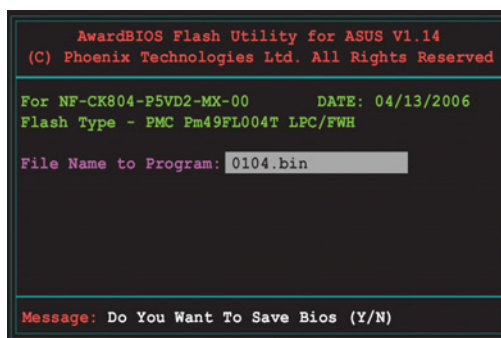 AwardBIOS Flash Utility for ASUS V1.14
(C) Phoenix Technologies Ltd. All Rights Reserved
For NF-CK804-P5VD2-MX-00 DATE: 04/13/2006
Flash Type - PMC Pm49FL004T LPC/FWH
File Name to Program: 0104.bin
Message: Do You Want To Save Bios (Y/N)